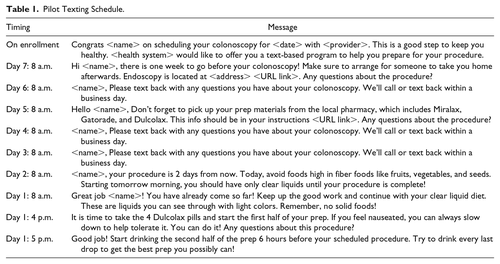 Table 1. Pilot Texting Schedule.
Timing Message
On enrollment Congrats <name> on scheduling your colonoscopy for <date> with <provider>. This is a good step to keep you
healthy. <health system> would like to offer you a text-based program to help you prepare for your procedure.
Day 7: 8 a.m. Hi <name>, there is one week to go before your colonoscopy! Make sure to arrange for someone to take you home
afterwards. Endoscopy is located at <address> <URL link>. Any questions about the procedure?
Day 6: 8 a.m. <name>, Please text back with any questions you have about your colonoscopy. We'll call or text back within a
business day.
Day 5: 8 a.m. Hello <name>, Don't forget to pick up your prep materials from the local pharmacy, which includes Miralax,
Gatorade, and Dulcolax. This info should be in your instructions <URL link>. Any questions about the procedure?
Day 4: 8 a.m. <name>, Please text back with any questions you have about your colonoscopy. We'll call or text back within a
business day.
Day 3: 8 a.m. <name>, Please text back with any questions you have about your colonoscopy. We'll call or text back within a
business day.
Day 2: 8 a.m. <name>, your procedure is 2 days from now. Today, avoid foods high in fiber foods like fruits, vegetables, and seeds.
Starting tomorrow morning, you should have only clear liquids until your procedure is complete!
Day 1: 8 a.m. Great job <name>! You have already come so far! Keep up the good work and continue with your clear liquid diet.
These are liquids you can see through with light colors. Remember, no solid foods!
Day 1: 4 p.m. It is time to take the 4 Dulcolax pills and start the first half of your prep. If you feel nauseated, you can always slow
down to help tolerate it. You can do it! Any questions about this procedure?
Day 1: 5 p.m. Good job! Start drinking the second half of the prep 6 hours before your scheduled procedure. Try to drink every last
drop to get the best prep you possibly can!